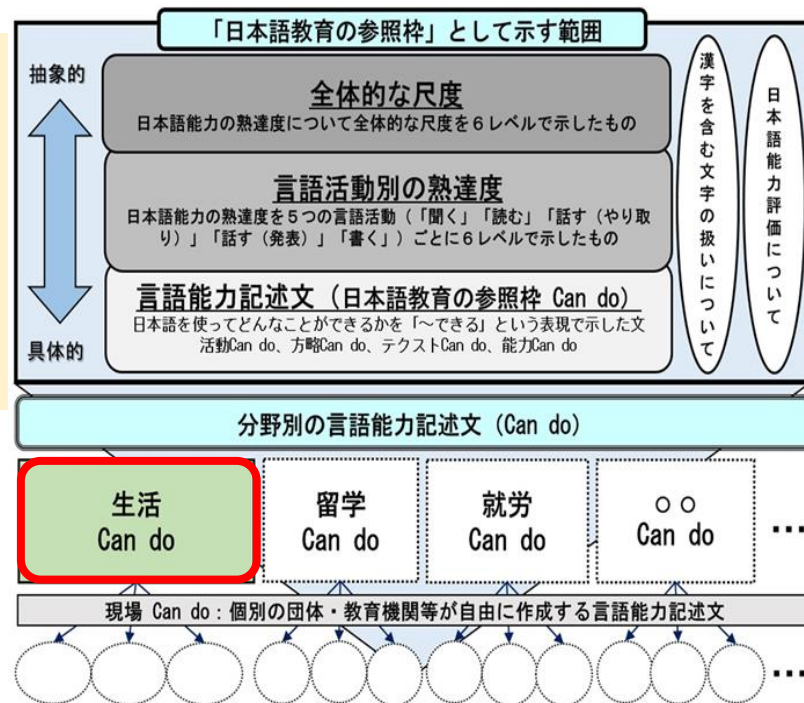 「日本語教育の参照枠」として示す範囲
抽象的
具体的
全体的な尺度
日本語能力の熟達度について全体的な尺度を6レベルで示したもの
言語活動別の熟達度
日本語能力の熟達度を5つの言語活動(「聞く」「読む」「話す(やり取
り)」「話す(発表)」「書く」)ごとに6レベルで示したもの
言語能力記述文(日本語教育の参照枠 Can do)
日本語を使ってどんなことができるかを「～できる」という表現で示した文
活動Can do、方略Can do、テクストCan do、能力Can do
漢字を含む文字の扱いについて
日本語能力評価について
分野別の言語能力記述文(Can do)
生活
Can do
留学
Can do
就労
Can do
○○
Can do
…
現場 Can do:個別の団体・教育機関等が自由に作成する言語能力記述文
…